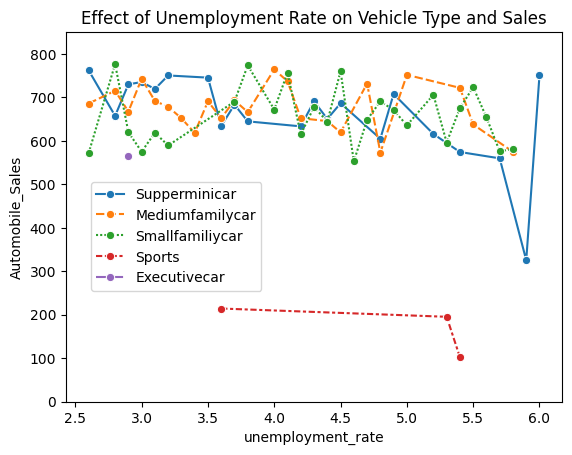 Effect of Unemployment Rate on Vehicle Type and Sales
Automobile_Sales
800
700
600
500
400
300
200
100
0
Supperminicar
Mediumfamilycar
Smallfamiliycar
Sports
Executivecar
2.5 3.0 3.5 4.0 4.5 5.0 5.5 6.0
unemployment_rate